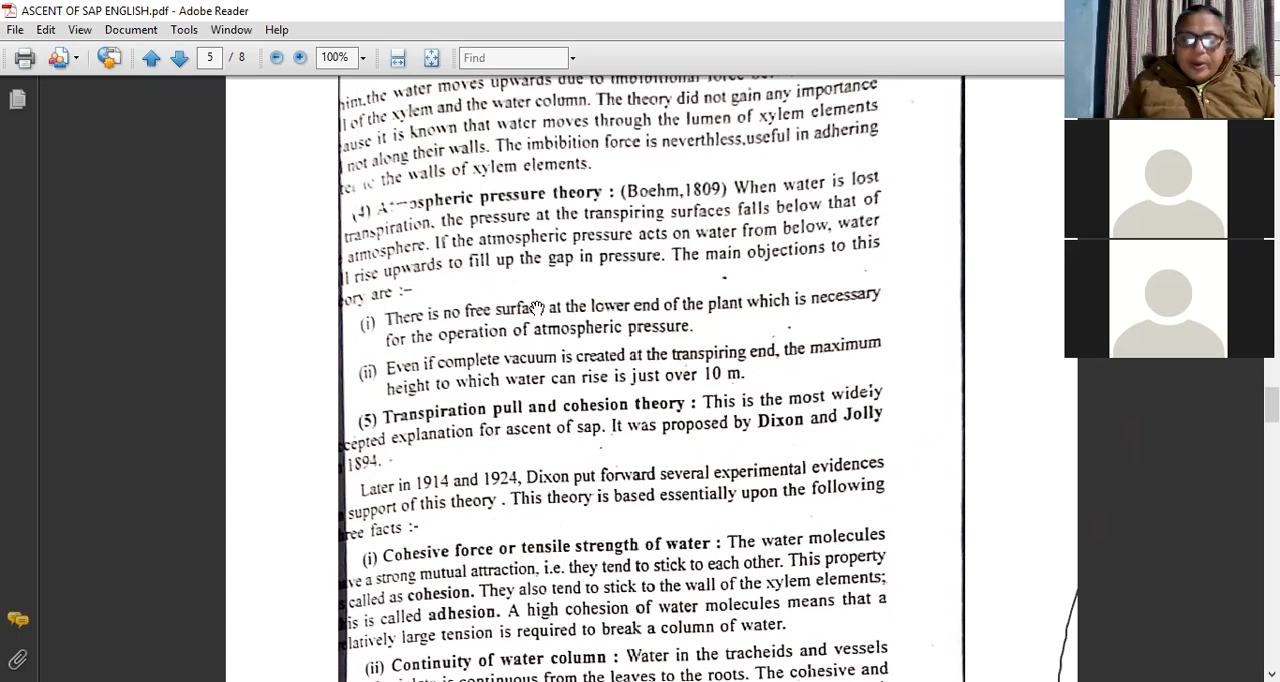 ASCENT OF SAP ENGLISH.pdf - Adobe Reader
File Edit View Document Tools Window Help
5 / 8 100% Find
him,the water moves upwards due to imbibitional force
l of the xylem and the water column. The theory did not gain any importance
ause it is known that water moves through the lumen of xylem elements
not along their walls. The imbibition force is neverthless,useful in adhering
the walls of xylem elements.
(4) Atmospheric pressure theory : (Boehm,1809) When water is lost
transpiration, the pressure at the transpiring surfaces falls below that of
atmosphere. If the atmospheric pressure acts on water from below, water
ll rise upwards to fill up the gap in pressure. The main objections to this
ory are :-
(i) There is no free surface at the lower end of the plant which is necessary
for the operation of atmospheric pressure.
(ii) Even if complete vacuum is created at the transpiring end, the maximum
height to which water can rise is just over 10 m.
(5) Transpiration pull and cohesion theory : This is the most widely
ccepted explanation for ascent of sap. It was proposed by Dixon and Jolly
1894.
Later in 1914 and 1924, Dixon put forward several experimental evidences
support of this theory . This theory is based essentially upon the following
ree facts :-
(i) Cohesive force or tensile strength of water : The water molecules
ve a strong mutual attraction, i.e. they tend to stick to each other. This property
s called as cohesion. They also tend to stick to the wall of the xylem elements;
is is called adhesion. A high cohesion of water molecules means that a
latively large tension is required to break a column of water.
(ii) Continuity of water column : Water in the tracheids and vessels
is continuous from the leaves to the roots. The cohesive and